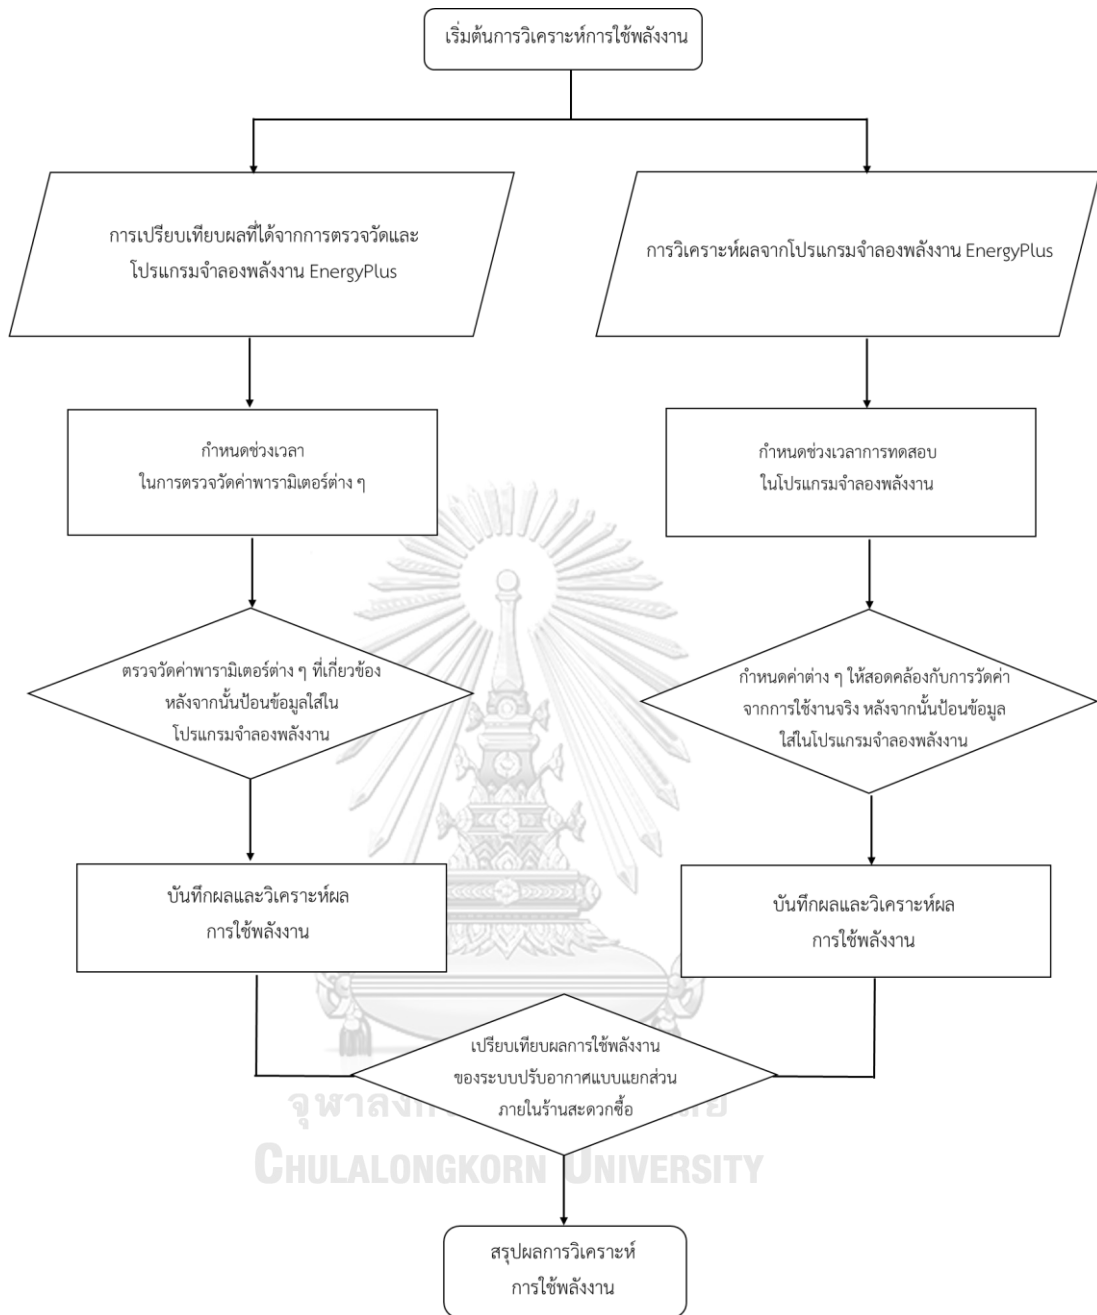 เริ่มต้นการวิเคราะห์การใช้พลังงาน
การเปรียบเทียบผลที่ได้จากการตรวจวัดและ
โปรแกรมจำลองพลังงาน EnergyPlus
การวิเคราะห์ผลจากโปรแกรมจำลองพลังงาน EnergyPlus
กำหนดช่วงเวลา
ในการตรวจวัดค่าพารามิเตอร์ต่าง ๆ
กำหนดช่วงเวลาการทดสอบ
ในโปรแกรมจำลองพลังงาน
ตรวจวัดค่าพารามิเตอร์ต่าง ๆ ที่เกี่ยวข้อง
หลังจากนั้นป้อนข้อมูลใส่ใน
โปรแกรมจำลองพลังงาน
กำหนดค่าต่าง ๆ ให้สอดคล้องกับการวัดค่า
จากการใช้งานจริง หลังจากนั้นป้อนข้อมูล
ใส่ในโปรแกรมจำลองพลังงาน
บันทึกผลและวิเคราะห์ผล
การใช้พลังงาน
บันทึกผลและวิเคราะห์ผล
การใช้พลังงาน
เปรียบเทียบผลการใช้พลังงาน
ของระบบปรับอากาศแบบแยกส่วน
ภายในร้านสะดวกซื้อ
CHULALONGKORN UNIVERSITY
สรุปผลการวิเคราะห์
การใช้พลังงาน